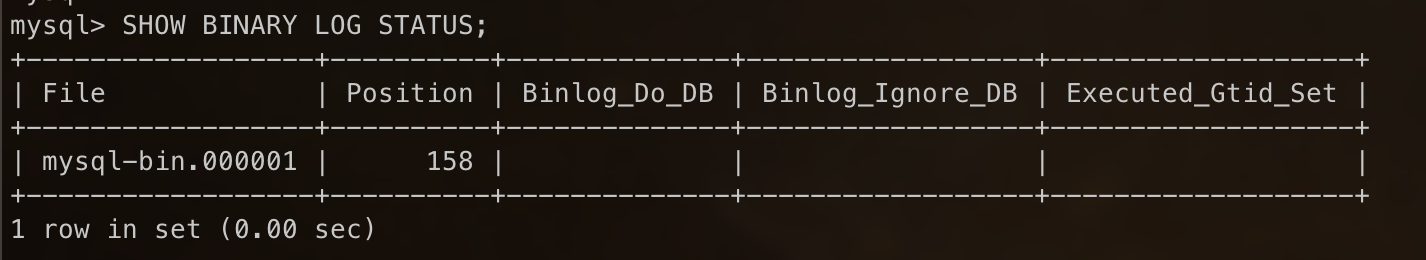 mysql> SHOW BINARY LOG STATUS;
+------------------+----------+--------------+------------------+-------------------+
| File             | Position | Binlog_Do_DB | Binlog_Ignore_DB | Executed_Gtid_Set |
+------------------+----------+--------------+------------------+-------------------+
| mysql-bin.000001 |      158 |              |                  |                   |
+------------------+----------+--------------+------------------+-------------------+
1 row in set (0.00 sec)